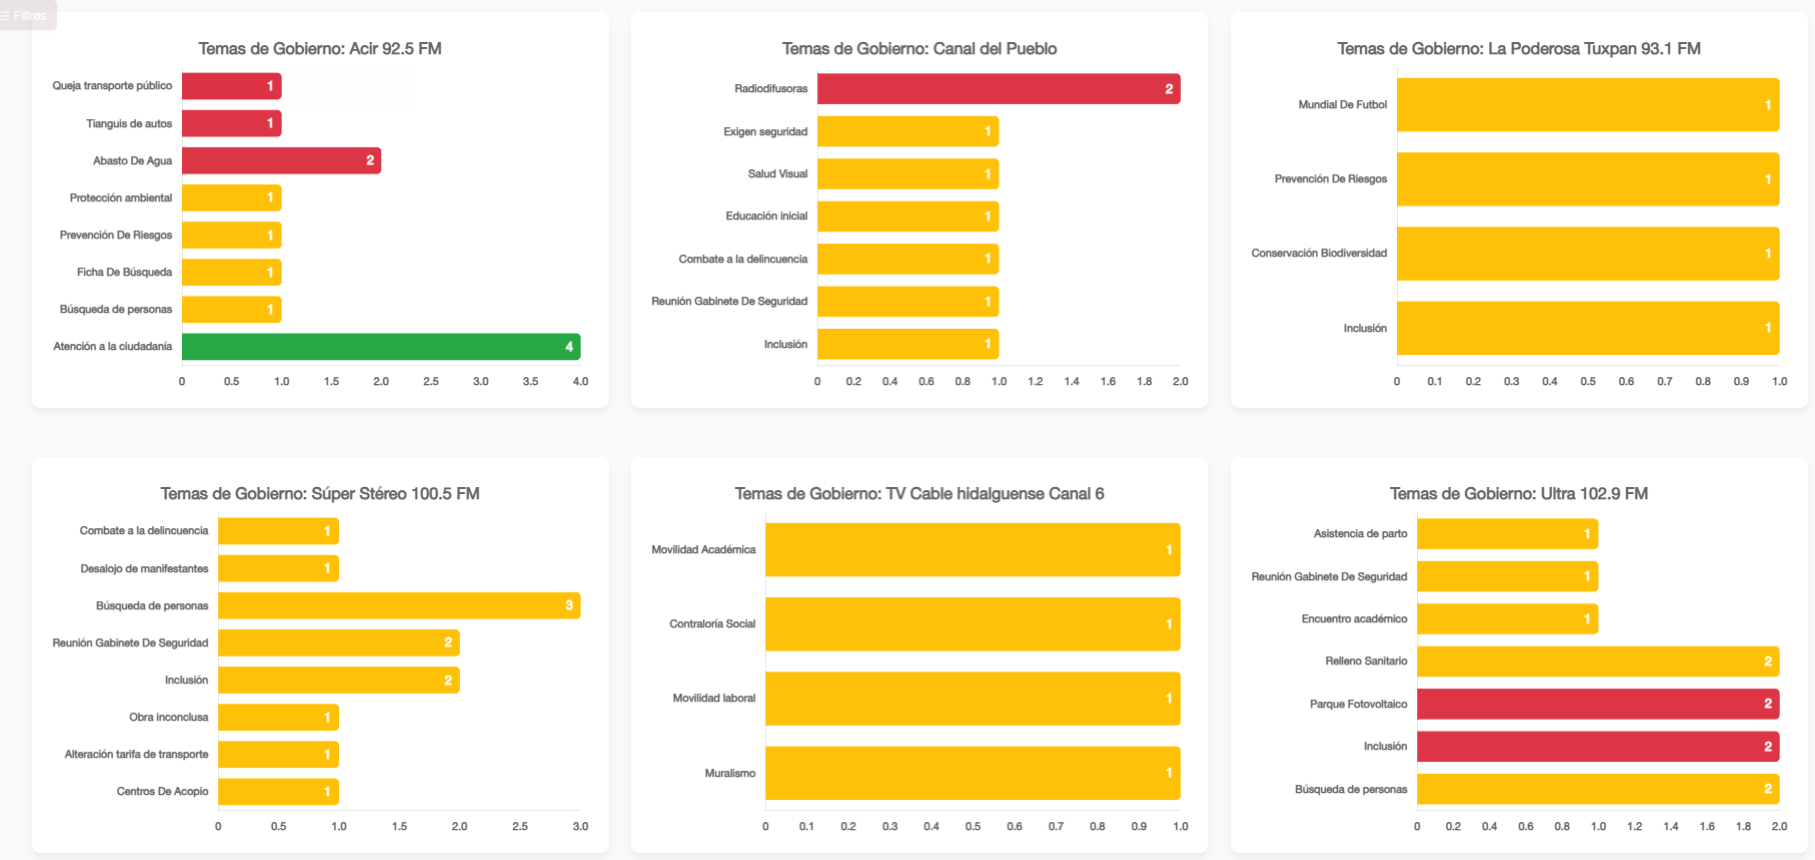 ☰ Filtros
Temas de Gobierno: Acir 92.5 FM
Queja transporte público 1
Tianguis de autos 1
Abasto De Agua 2
Protección ambiental 1
Prevención De Riesgos 1
Ficha De Búsqueda 1
Búsqueda de personas 1
Atención a la ciudadanía 4
0 0.5 1.0 1.5 2.0 2.5 3.0 3.5 4.0
Temas de Gobierno: Canal del Pueblo
Radiodifusoras 2
Exigen seguridad 1
Salud Visual 1
Educación inicial 1
Combate a la delincuencia 1
Reunión Gabinete De Seguridad 1
Inclusión 1
0 0.2 0.4 0.6 0.8 1.0 1.2 1.4 1.6 1.8 2.0
Temas de Gobierno: La Poderosa Tuxpan 93.1 FM
Mundial De Futbol 1
Prevención De Riesgos 1
Conservación Biodiversidad 1
Inclusión 1
0 0.1 0.2 0.3 0.4 0.5 0.6 0.7 0.8 0.9 1.0
Temas de Gobierno: Súper Stéreo 100.5 FM
Combate a la delincuencia 1
Desalojo de manifestantes 1
Búsqueda de personas 3
Reunión Gabinete De Seguridad 2
Inclusión 2
Obra inconclusa 1
Alteración tarifa de transporte 1
Centros De Acopio 1
0 0.5 1.0 1.5 2.0 2.5 3.0
Temas de Gobierno: TV Cable hidalguense Canal 6
Movilidad Académica 1
Contraloría Social 1
Movilidad laboral 1
Muralismo 1
0 0.1 0.2 0.3 0.4 0.5 0.6 0.7 0.8 0.9 1.0
Temas de Gobierno: Ultra 102.9 FM
Asistencia de parto 1
Reunión Gabinete De Seguridad 1
Encuentro académico 1
Relleno Sanitario 2
Parque Fotovoltaico 2
Inclusión 2
Búsqueda de personas 2
0 0.2 0.4 0.6 0.8 1.0 1.2 1.4 1.6 1.8 2.0